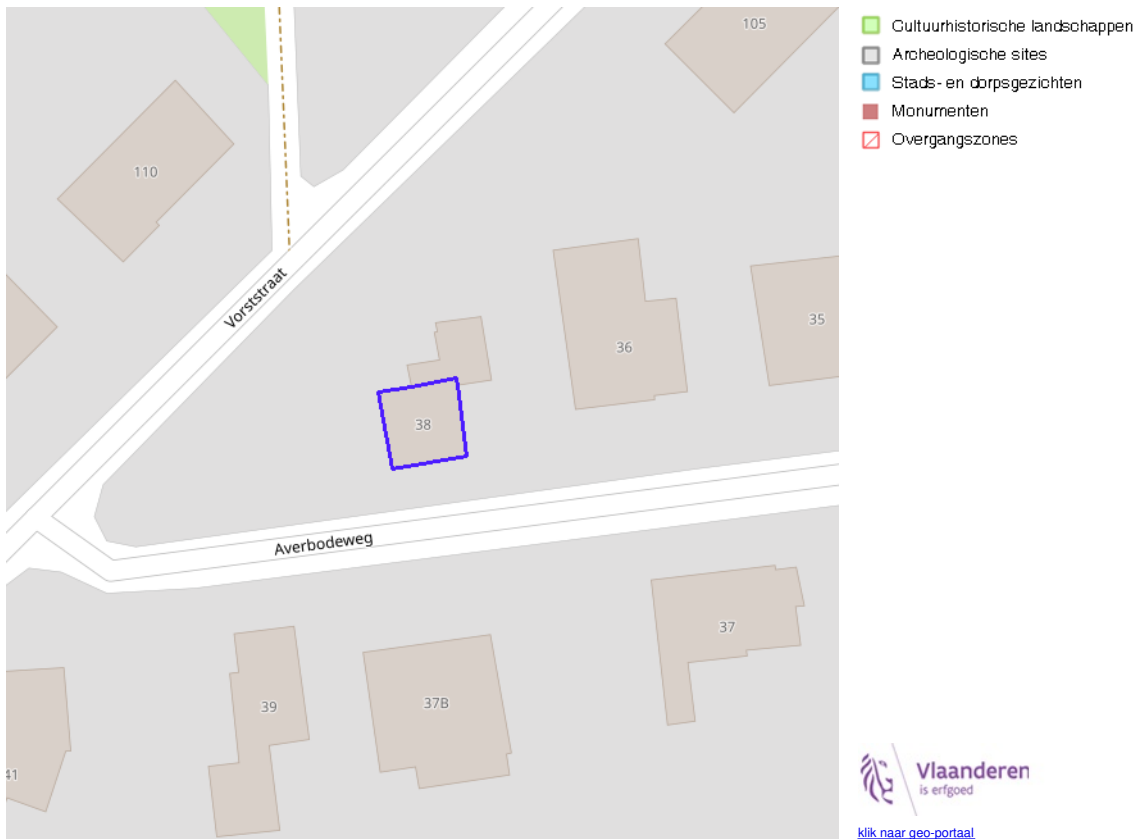 105
110
Vorststraat
36
35
38
Averbodeweg
37
39
37B
41
Cultuurhistorische landschappen
Archeologische sites
Stads- en dorpsgezichten
Monumenten
Overgangszones
Vlaanderen
is erfgoed
klik naar geo-portaal